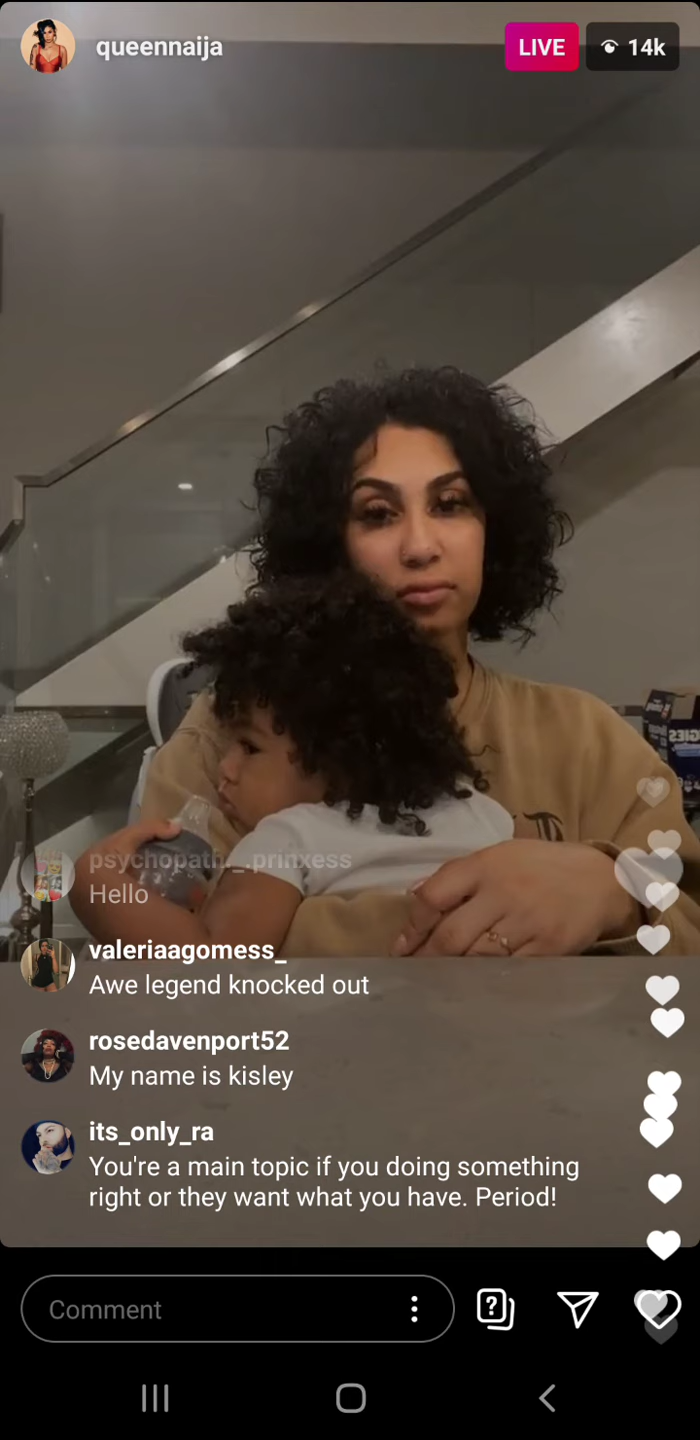 queennaija
LIVE
14k
psychopath._.prinxess
Hello
valeriaagomess_
Awe legend knocked out
rosedavenport52
My name is kisley
its_only_ra
You're a main topic if you doing something
right or they want what you have. Period!
Comment